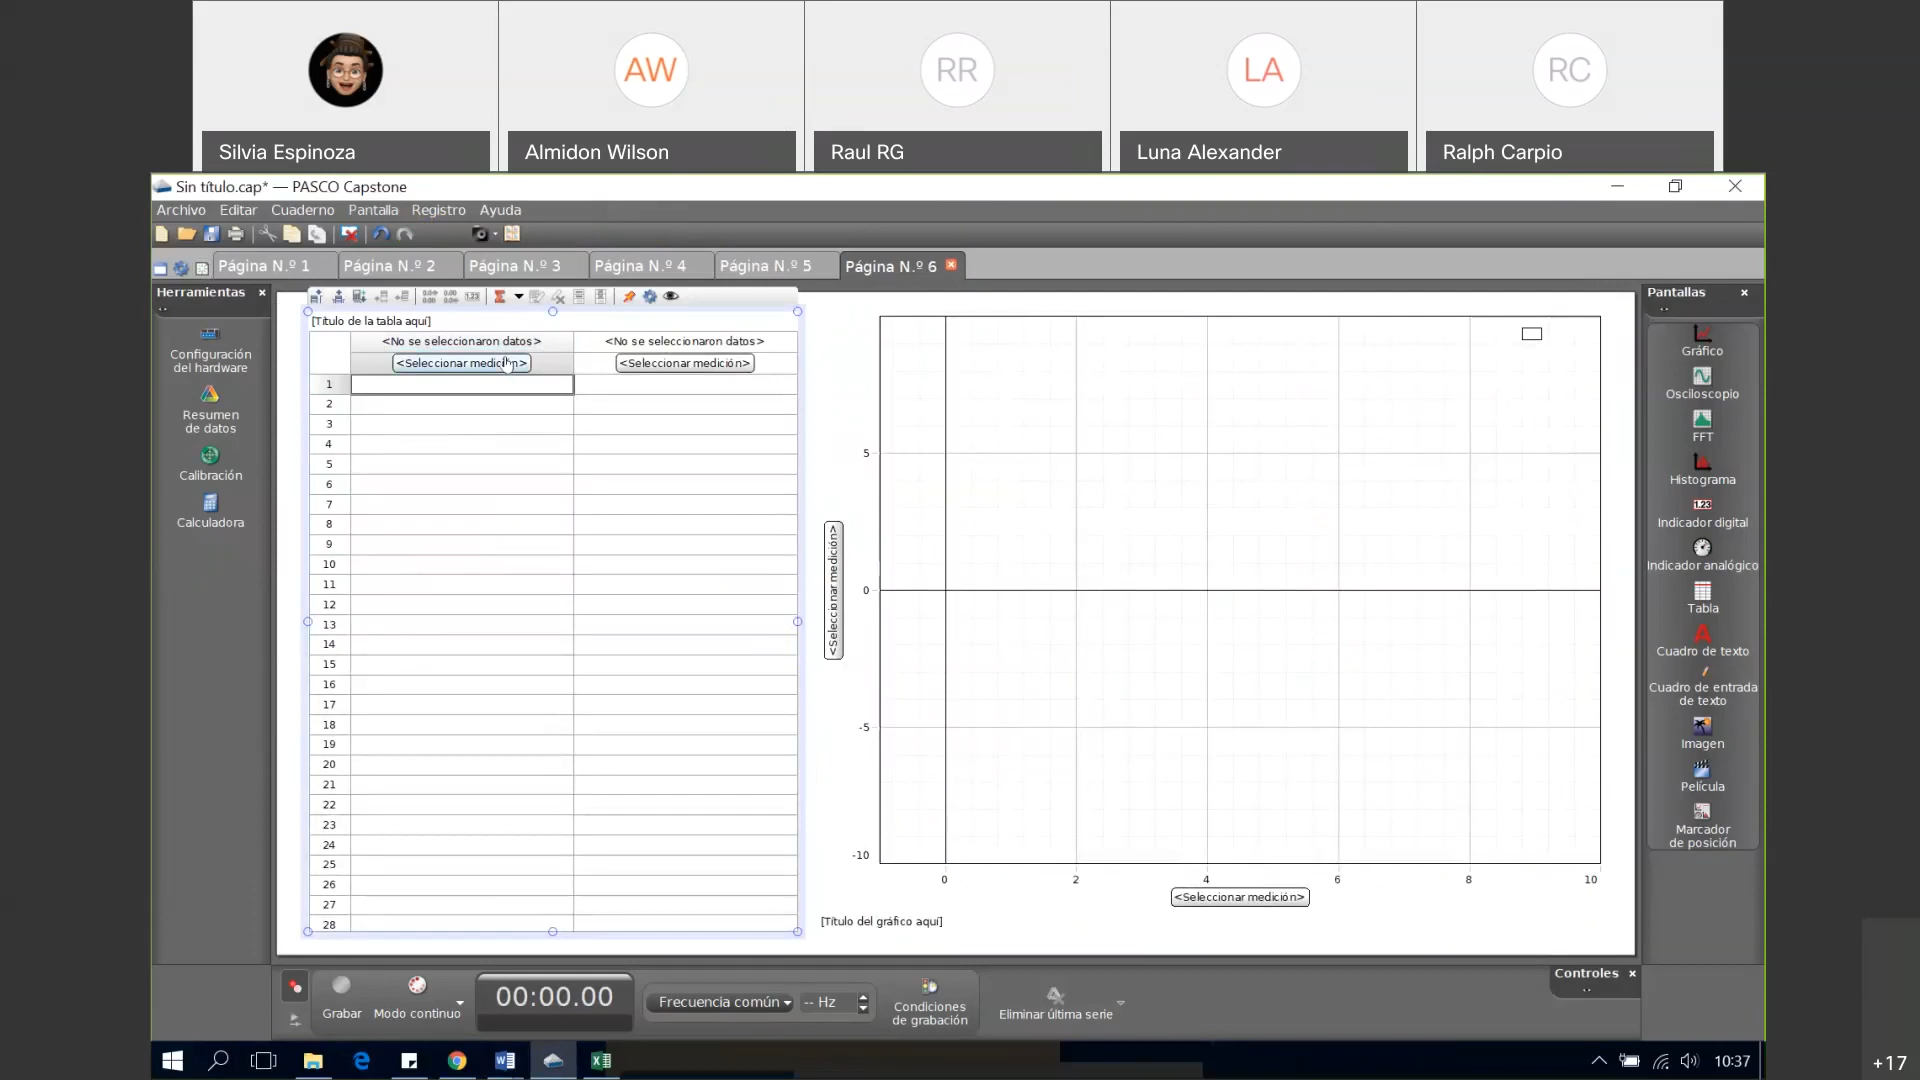 AW
RR
LA
RC
Silvia Espinoza
Almidon Wilson
Raul RG
Luna Alexander
Ralph Carpio
Sin título.cap* — PASCO Capstone
Archivo Editar Cuaderno Pantalla Registro Ayuda
Página N.º 1 Página N.º 2 Página N.º 3 Página N.º 4 Página N.º 5 Página N.º 6
Herramientas
Configuración
del hardware
Resumen
de datos
Calibración
Calculadora
[Título de la tabla aquí]
<No se seleccionaron datos> <No se seleccionaron datos>
<Seleccionar medición> <Seleccionar medición>
1
2
3
4
5
6
7
8
9
10
11
12
13
14
15
16
17
18
19
20
21
22
23
24
25
26
27
28
<Seleccionar medición>
5
0
-5
-10
0 2 4 6 8 10
<Seleccionar medición>
[Título del gráfico aquí]
Pantallas
Gráfico
Osciloscopio
FFT
Histograma
1.23
Indicador digital
Indicador analógico
Tabla
A
Cuadro de texto
Cuadro de entrada
de texto
Imagen
Película
Marcador
de posición
Grabar
Modo continuo
00:00.00
Frecuencia común
-- Hz
Condiciones
de grabación
Eliminar última serie
Controles
10:37
+17